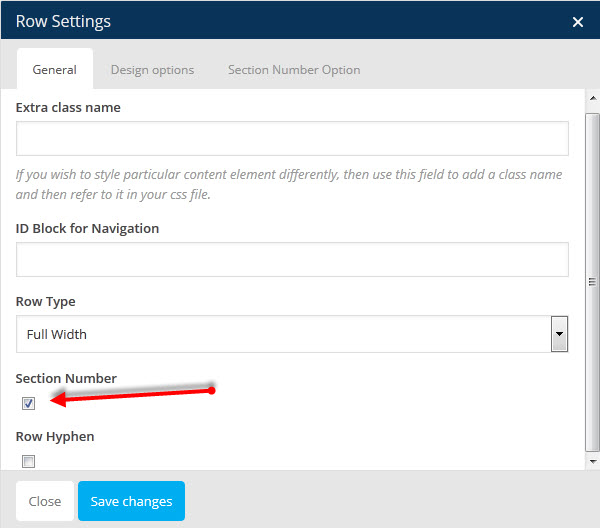 Row Settings
General Design options Section Number Option
Extra class name
If you wish to style particular content element differently, then use this field to add a class name
and then refer to it in your css file.
ID Block for Navigation
Row Type
Full Width
Section Number
Row Hyphen
Close Save changes